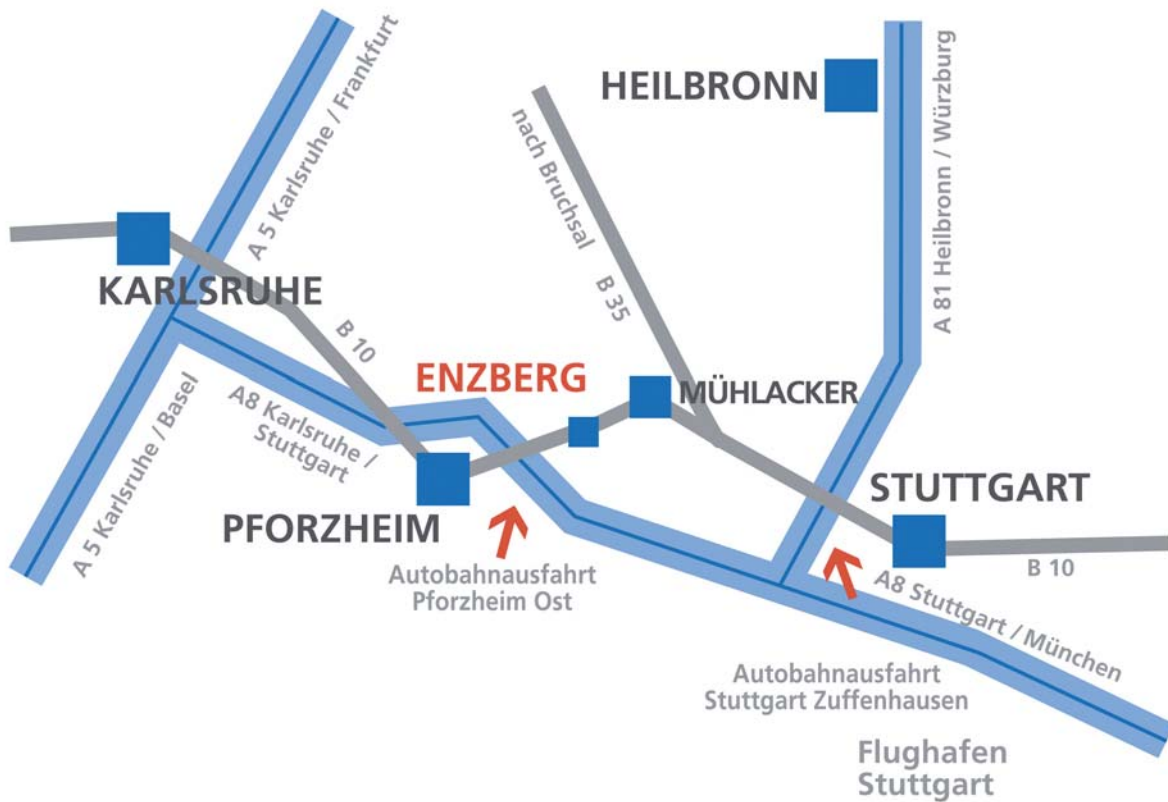 HEILBRONN
A 5 Karlsruhe / Frankfurt
nach Bruchsal
B 35
A 81 Heilbronn / Würzburg
KARLSRUHE
B 10
ENZBERG
MÜHLACKER
A8 Karlsruhe /
Stuttgart
A 5 Karlsruhe / Basel
STUTTGART
PFORZHEIM
Autobahnausfahrt
Pforzheim Ost
B 10
A8 Stuttgart / München
Autobahnausfahrt
Stuttgart Zuffenhausen
Flughafen
Stuttgart